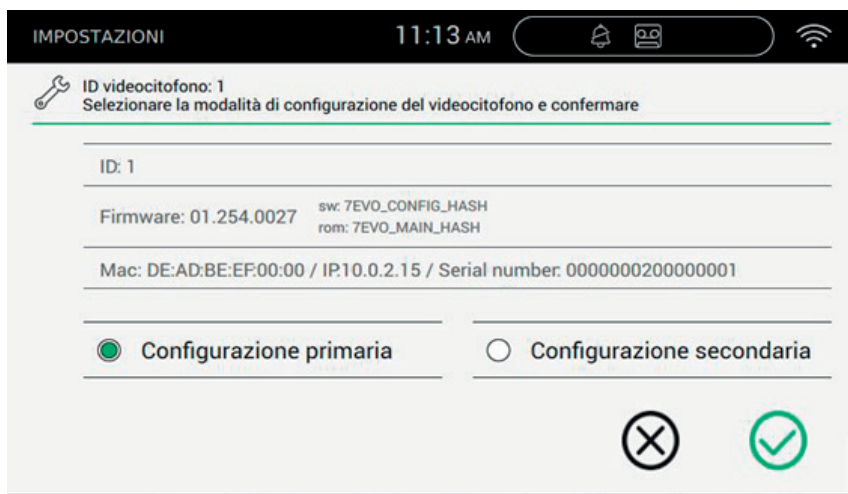 IMPOSTAZIONI 11:13 AM
ID videocitofono: 1
Selezionare la modalità di configurazione del videocitofono e confermare
ID: 1
Firmware: 01.254.0027
sw: 7EVO_CONFIG_HASH
rom: 7EVO_MAIN_HASH
Mac: DE:AD:BE:EF:00:00 / IP:10.0.2.15 / Serial number: 0000000200000001
Configurazione primaria
Configurazione secondaria